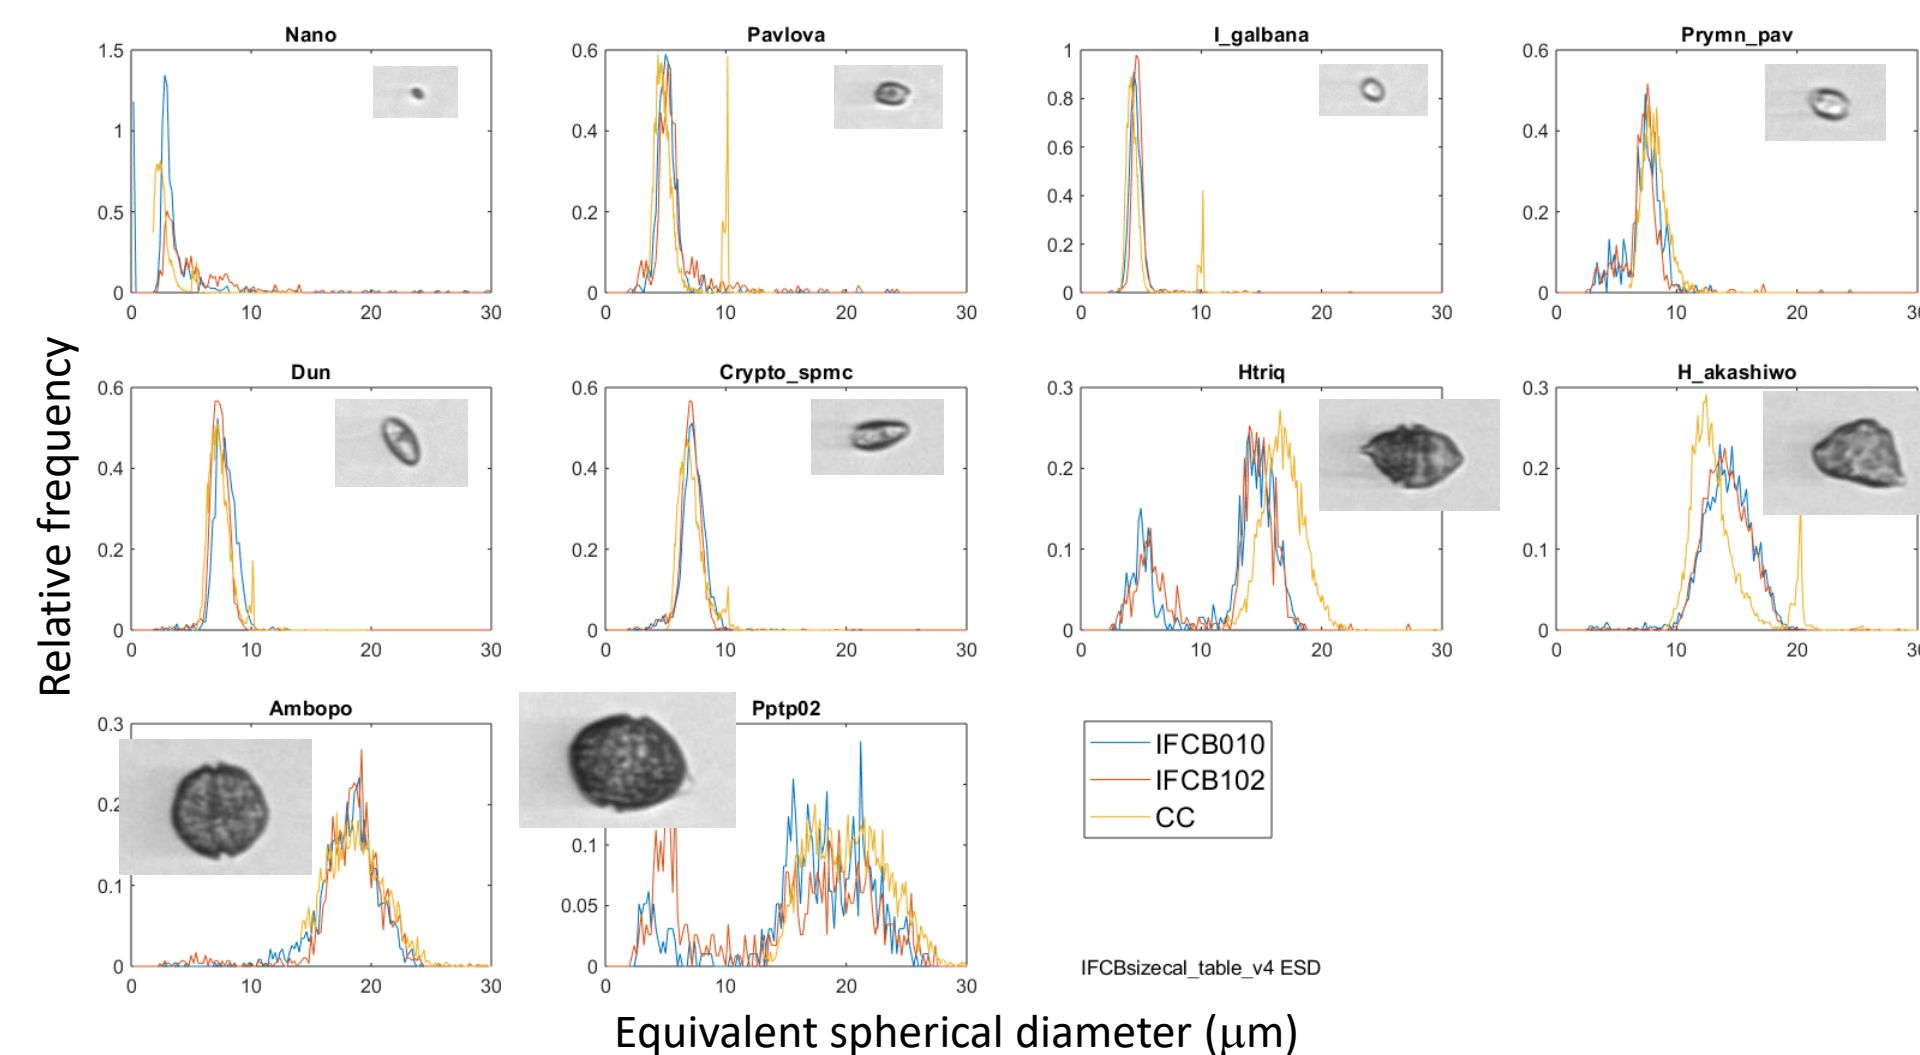 Nano
Pavlova
I_galbana
Prymn_pav
1.5
1
0.5
0
0 10 20 30
0.6
0.4
0.2
0
0 10 20 30
1
0.8
0.6
0.4
0.2
0
0 10 20 30
0.6
0.4
0.2
0
0 10 20
Dun
Crypto_spmc
Htriq
H_akashiwo
0.6
0.4
0.2
0
0 10 20 30
0.6
0.4
0.2
0
0 10 20 30
0.3
0.2
0.1
0
0 10 20 30
0.3
0.2
0.1
0
0 10 20
Relative frequency
Ambopo
Pptp02
0.3
0.2
0.1
0
0 10 20 30
0.1
0.05
0
0 10 20 30
IFCB010
IFCB102
CC
IFCBsizecal_table_v4 ESD
Equivalent spherical diameter (μm)